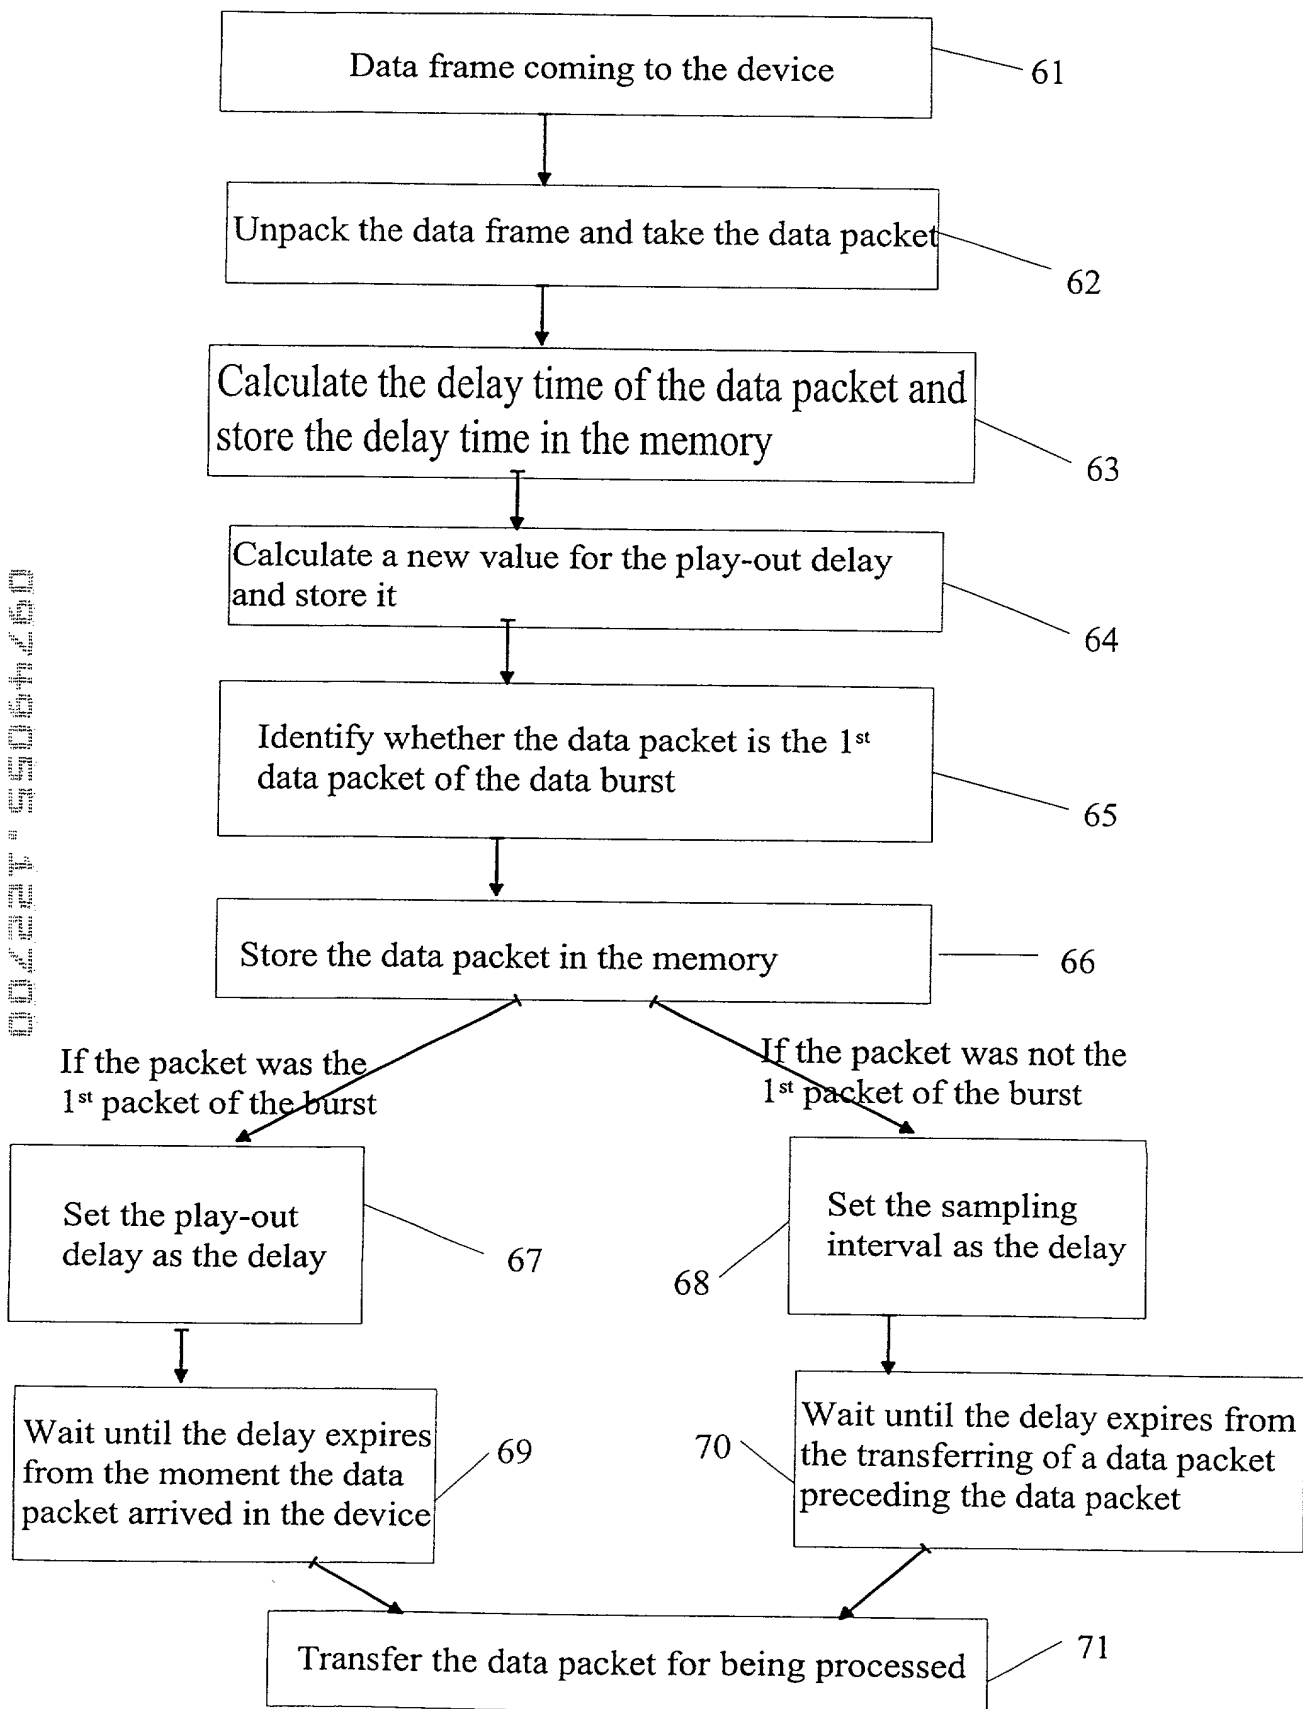 Data frame coming to the device
61
Unpack the data frame and take the data packet
62
Calculate the delay time of the data packet and
store the delay time in the memory
63
Calculate a new value for the play-out delay
and store it
64
Identify whether the data packet is the 1st
data packet of the data burst
65
Store the data packet in the memory
66
If the packet was the
1st packet of the burst
If the packet was not the
1st packet of the burst
Set the play-out
delay as the delay
67
Set the sampling
interval as the delay
68
Wait until the delay expires
from the moment the data
packet arrived in the device
69
Wait until the delay expires from
the transferring of a data packet
preceding the data packet
70
Transfer the data packet for being processed
71
09749055.122700